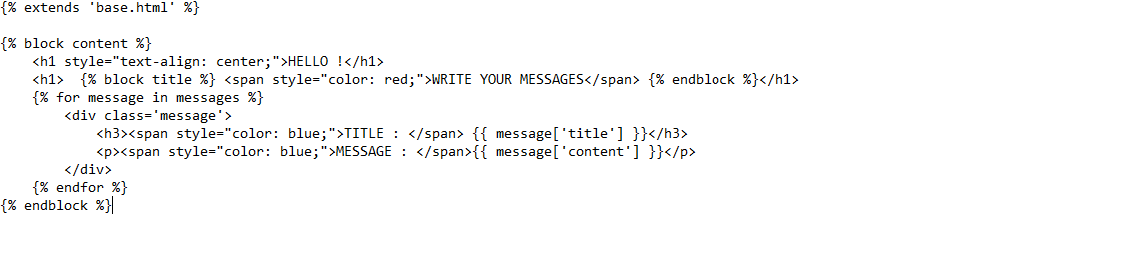 {% extends 'base.html' %}

{% block content %}
    <h1 style="text-align: center;">HELLO !</h1>
    <h1>  {% block title %} <span style="color: red;">WRITE YOUR MESSAGES</span> {% endblock %}</h1>
    {% for message in messages %}
        <div class='message'>
            <h3><span style="color: blue;">TITLE : </span> {{ message['title'] }}</h3>
            <p><span style="color: blue;">MESSAGE : </span>{{ message['content'] }}</p>
        </div>
    {% endfor %}
{% endblock %}